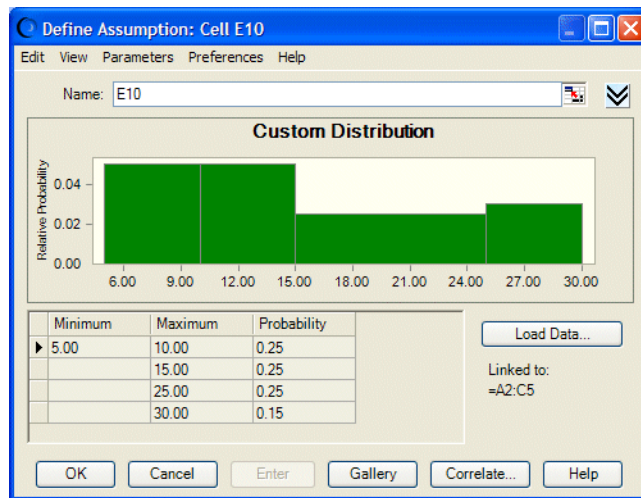 Define Assumption: Cell E10
Edit View Parameters Preferences Help
Name: E10
Custom Distribution
Relative Probability
0.04
0.02
0.00
6.00 9.00 12.00 15.00 18.00 21.00 24.00 27.00 30.00
Minimum Maximum Probability
5.00 10.00 0.25
15.00 0.25
25.00 0.25
30.00 0.15
Load Data...
Linked to:
=A2:C5
OK Cancel Enter Gallery Correlate... Help